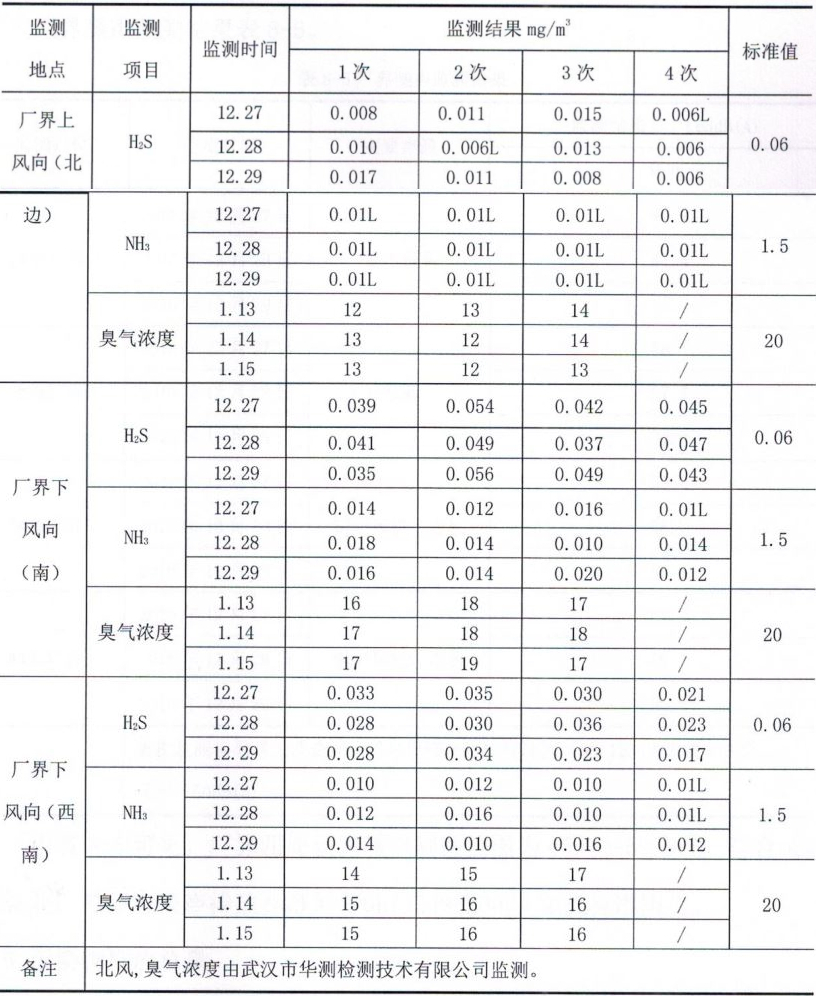 监测 监测 监测时间 监测结果 mg/m³ 标准值
地点 项目 1次 2次 3次 4次
厂界上 H₂S 12.27 0.008 0.011 0.015 0.006L 0.06
风向（北 12.28 0.010 0.006L 0.013 0.006
12.29 0.017 0.011 0.008 0.006
边） NH₃ 12.27 0.01L 0.01L 0.01L 0.01L 1.5
12.28 0.01L 0.01L 0.01L 0.01L
12.29 0.01L 0.01L 0.01L 0.01L
臭气浓度 1.13 12 13 14 / 20
1.14 13 12 14 /
1.15 13 12 13 /
厂界下 H₂S 12.27 0.039 0.054 0.042 0.045 0.06
风向 12.28 0.041 0.049 0.037 0.047
（南） 12.29 0.035 0.056 0.049 0.043
NH₃ 12.27 0.014 0.012 0.016 0.01L 1.5
12.28 0.018 0.014 0.010 0.014
12.29 0.016 0.014 0.020 0.012
臭气浓度 1.13 16 18 17 / 20
1.14 17 18 18 /
1.15 17 19 17 /
厂界下 H₂S 12.27 0.033 0.035 0.030 0.021 0.06
风向（西 12.28 0.028 0.030 0.036 0.023
南） 12.29 0.028 0.034 0.023 0.017
NH₃ 12.27 0.010 0.012 0.010 0.01L 1.5
12.28 0.012 0.016 0.010 0.01L
12.29 0.014 0.010 0.016 0.012
臭气浓度 1.13 14 15 17 / 20
1.14 15 16 16 /
1.15 15 16 16 /
备注 北风,臭气浓度由武汉市华测检测技术有限公司监测。